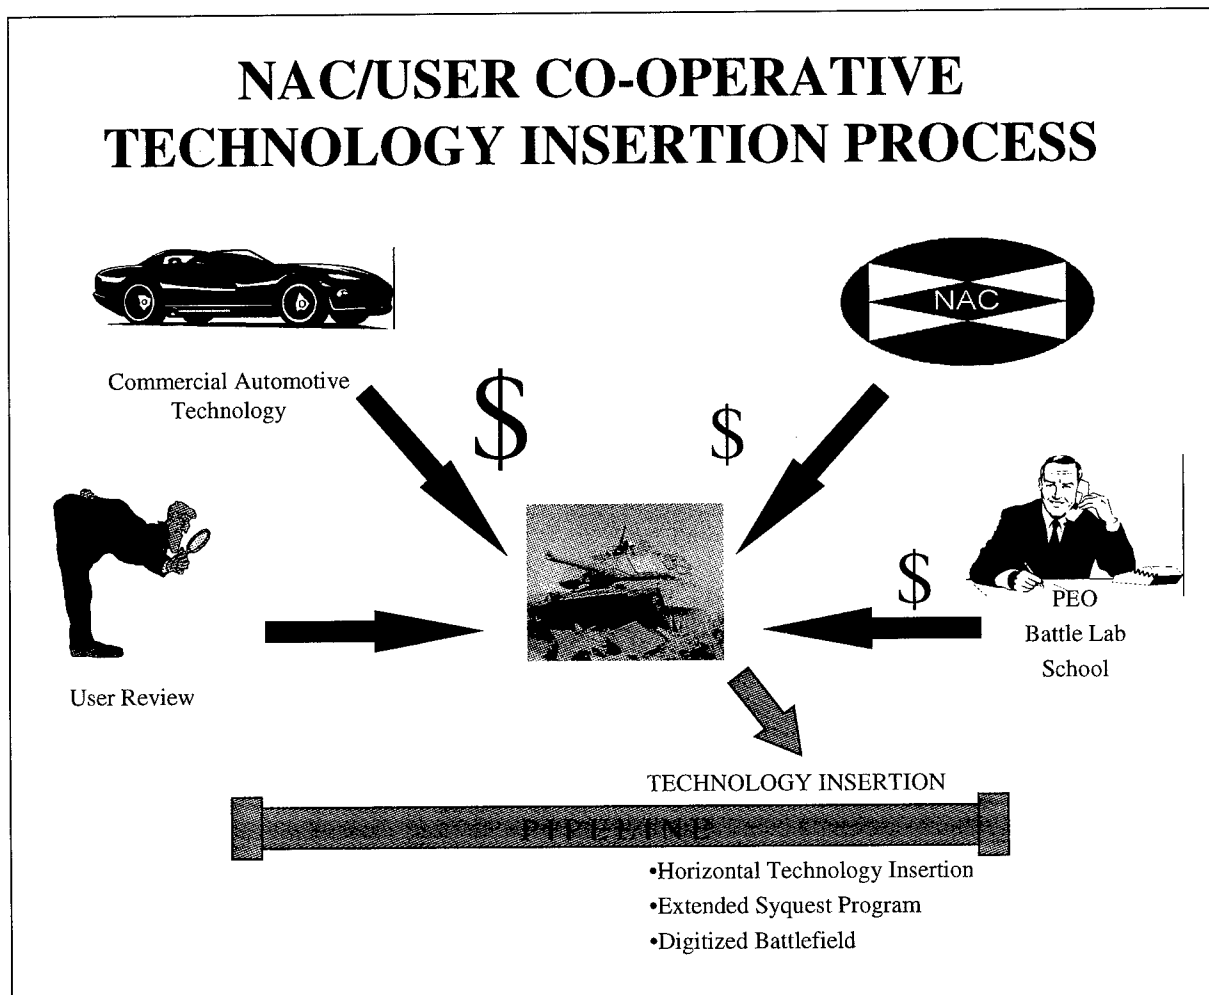 NAC/USER CO-OPERATIVE
TECHNOLOGY INSERTION PROCESS
NAC
Commercial Automotive
Technology
$
$
$
PEO
Battle Lab
School
User Review
TECHNOLOGY INSERTION
PIPELINE
•Horizontal Technology Insertion
•Extended Syquest Program
•Digitized Battlefield